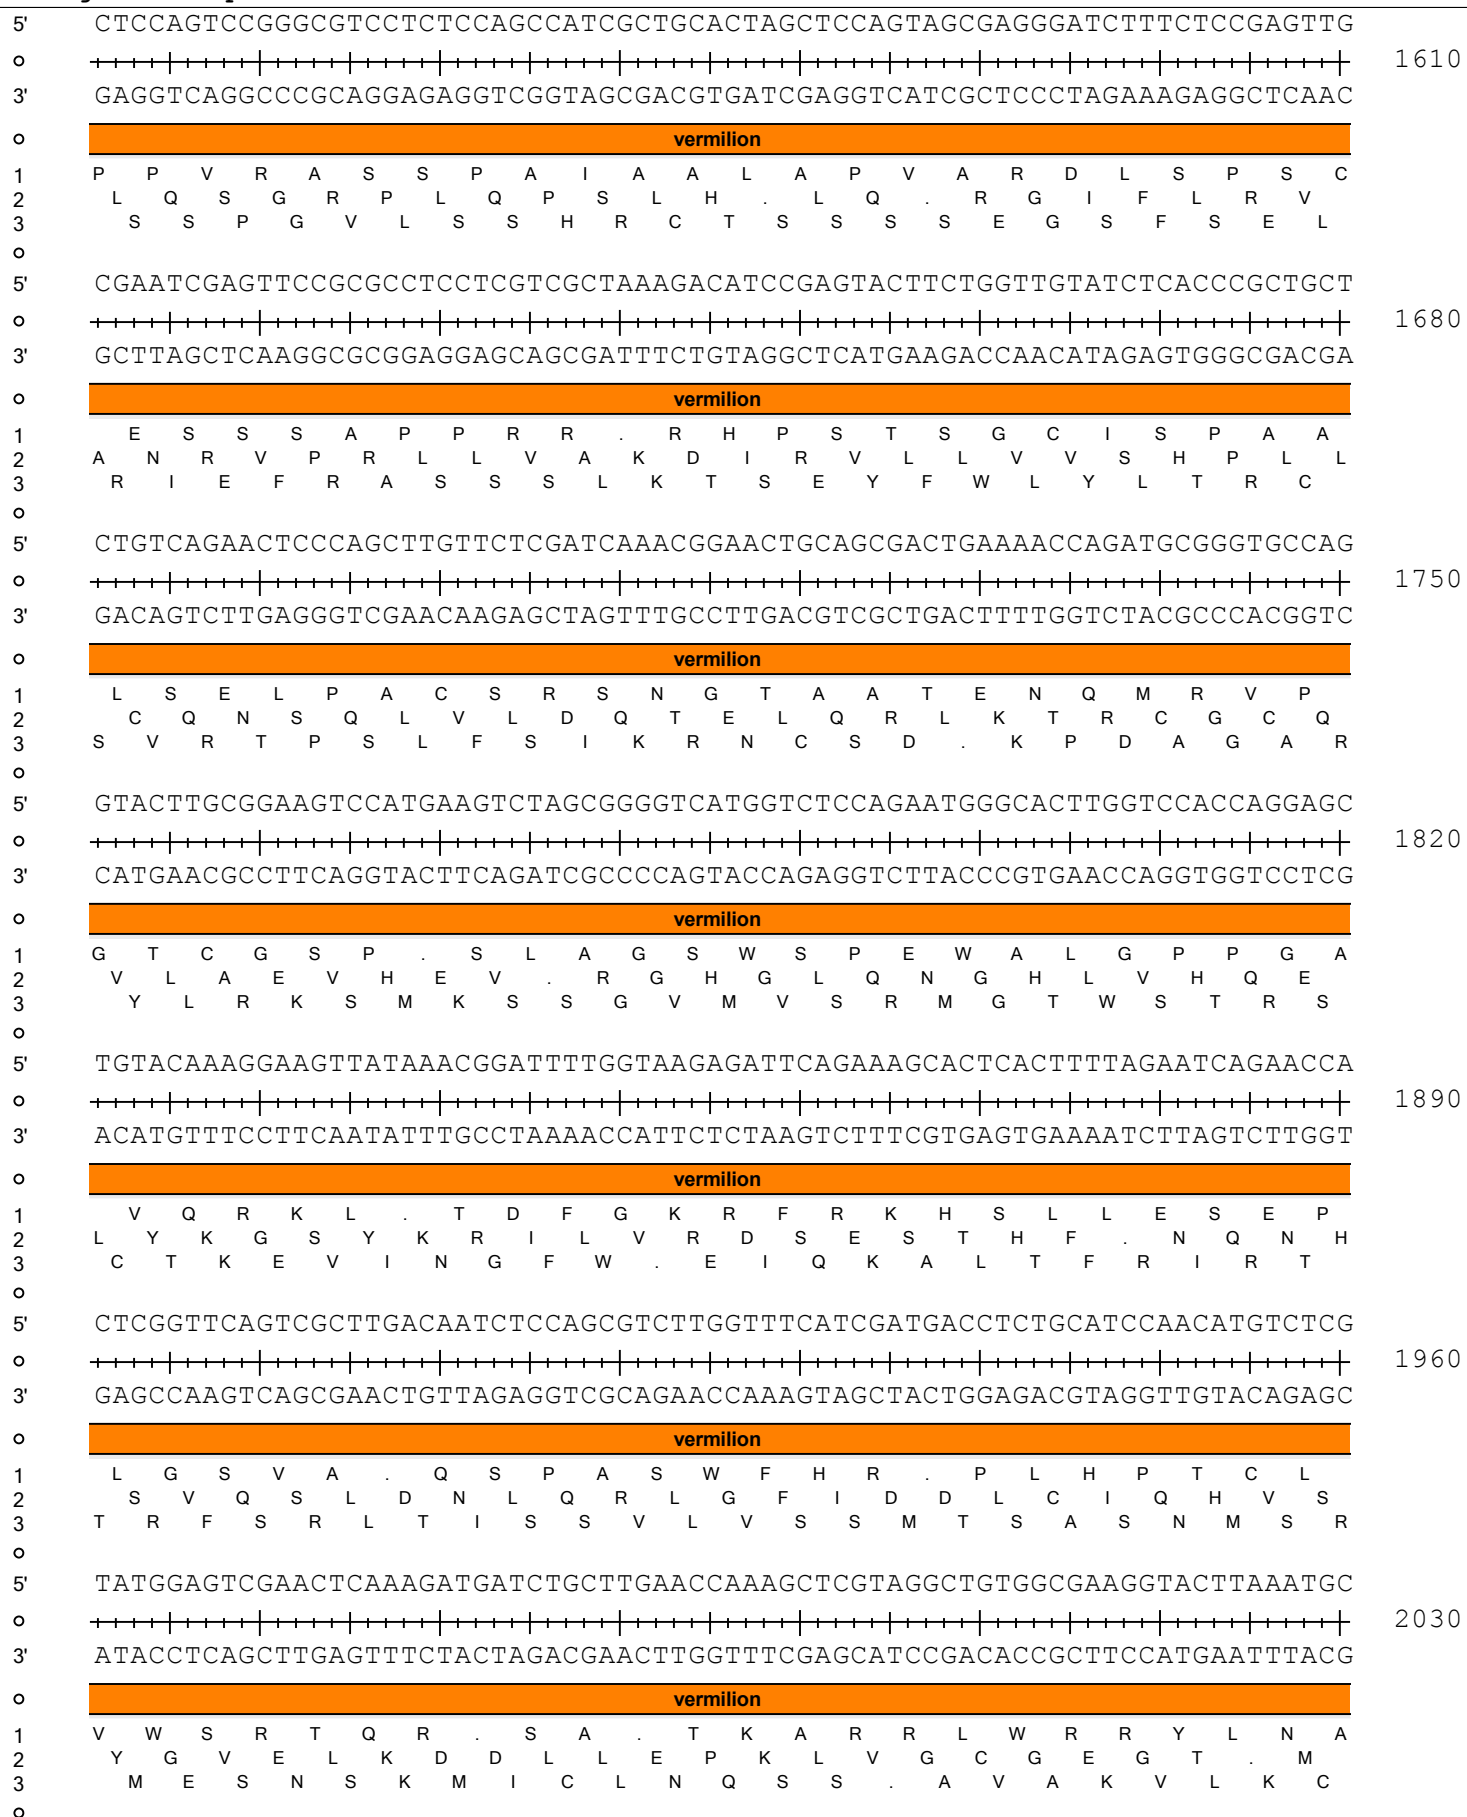 5' CTCCAGTCCGGGCGTCCTCTCCAGCCATCGCTGCACTAGCTCCAGTAGCGAGGGATCTTTCTCCGAGTTG
1610
3' GAGGTCAGGCCCGCAGGAGAGGTCGGTAGCGACGTGATCGAGGTCATCGCTCCCTAGAAAGAGGCTCAAC
vermilion
1 P P V R A S S P A I A A L A P V A R D L S P S C
2 L Q S G R P L Q P S L H . L Q . R G I F L R V
3 S S P G V L S S H R C T S S S S E G S F S E L
5' CGAATCGAGTTCCGCGCCTCCTCGTCGCTAAAGACATCCGAGTACTTCTGGTTGTATCTCACCCGCTGCT
1680
3' GCTTAGCTCAAGGCGCGGAGGAGCAGCGATTTCTGTAGGCTCATGAAGACCAACATAGAGTGGGCGACGA
vermilion
1 E S S S A P P R R . R H P S T S G C I S P A A
2 A N R V P R L L V A K D I R V L L V V S H P L L
3 R I E F R A S S S L K T S E Y F W L Y L T R C
5' CTGTCAGAACTCCCAGCTTGTTCTCGATCAAACGGAACTGCAGCGACTGAAAACCAGATGCGGGTGCCAG
1750
3' GACAGTCTTGAGGGTCGAACAAGAGCTAGTTTGCCTTGACGTCGCTGACTTTTGGTCTACGCCCACGGTC
vermilion
1 L S E L P A C S R S N G T A A T E N Q M R V P
2 C Q N S Q L V L D Q T E L Q R L K T R C G C Q
3 S V R T P S L F S I K R N C S D . K P D A G A R
5' GTACTTGCGGAAGTCCATGAAGTCTAGCGGGGTCATGGTCTCCAGAATGGGCACTTGGTCCACCAGGAGC
1820
3' CATGAACGCCTTCAGGTACTTCAGATCGCCCCAGTACCAGAGGTCTTACCCGTGAACCAGGTGGTCCTCG
vermilion
1 G T C G S P . S L A G S W S P E W A L G P P G A
2 V L A E V H E V . R G H G L Q N G H L V H Q E
3 Y L R K S M K S S G V M V S R M G T W S T R S
5' TGTACAAAGGAAGTTATAAACGGATTTTGGTAAGAGATTCAGAAAGCACTCACTTTTAGAATCAGAACCA
1890
3' ACATGTTTCCTTCAATATTTGCCTAAAACCATTCTCTAAGTCTTTCGTGAGTGAAAATCTTAGTCTTGGT
vermilion
1 V Q R K L . T D F G K R F R K H S L L E S E P
2 L Y K G S Y K R I L V R D S E S T H F . N Q N H
3 C T K E V I N G F W . E I Q K A L T F R I R T
5' CTCGGTTCAGTCGCTTGACAATCTCCAGCGTCTTGGTTTCATCGATGACCTCTGCATCCAACATGTCTCG
1960
3' GAGCCAAGTCAGCGAACTGTTAGAGGTCGCAGAACCAAAGTAGCTACTGGAGACGTAGGTTGTACAGAGC
vermilion
1 L G S V A . Q S P A S W F H R . P L H P T C L
2 S V Q S L D N L Q R L G F I D D L C I Q H V S
3 T R F S R L T I S S V L V S S M T S A S N M S R
5' TATGGAGTCGAACTCAAAGATGATCTGCTTGAACCAAAGCTCGTAGGCTGTGGCGAAGGTACTTAAATGC
2030
3' ATACCTCAGCTTGAGTTTCTACTAGACGAACTTGGTTTCGAGCATCCGACACCGCTTCCATGAATTTACG
vermilion
1 V W S R T Q R . S A . T K A R R L W R R Y L N A
2 Y G V E L K D D L L E P K L V G C G E G T . M
3 M E S N S K M I C L N Q S S . A V A K V L K C